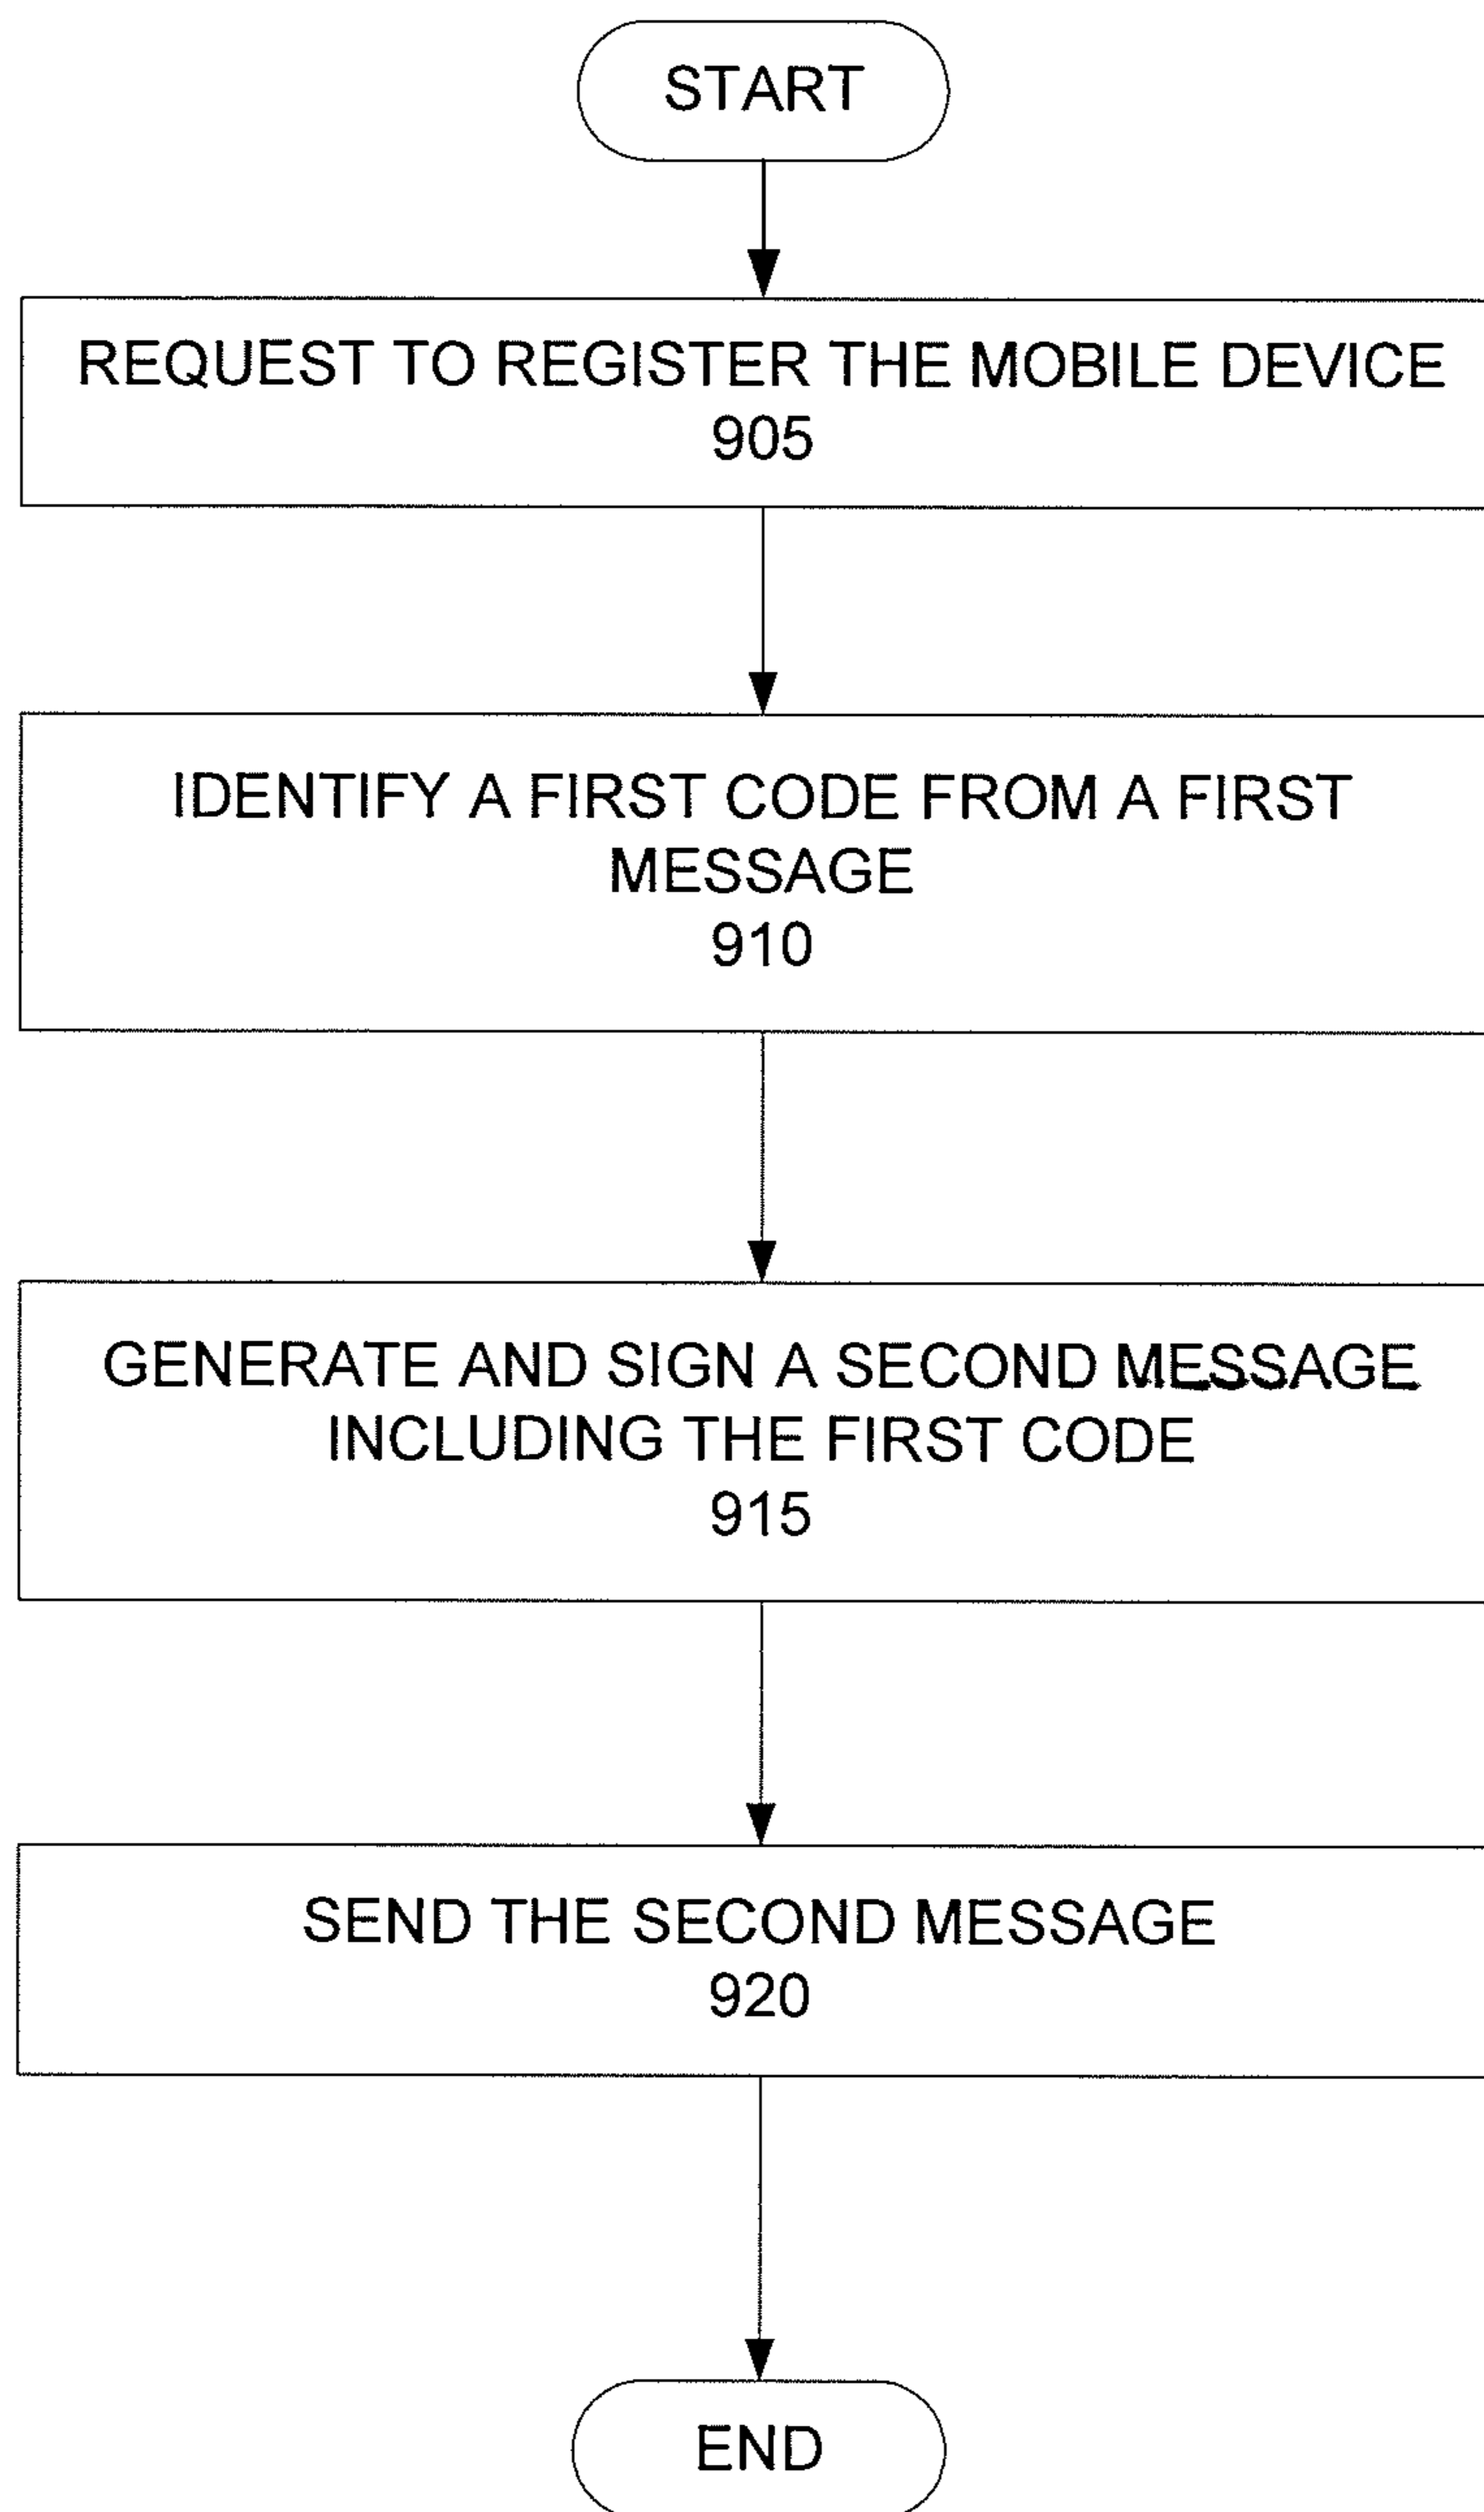 START
REQUEST TO REGISTER THE MOBILE DEVICE
905
IDENTIFY A FIRST CODE FROM A FIRST
MESSAGE
910
GENERATE AND SIGN A SECOND MESSAGE
INCLUDING THE FIRST CODE
915
SEND THE SECOND MESSAGE
920
END